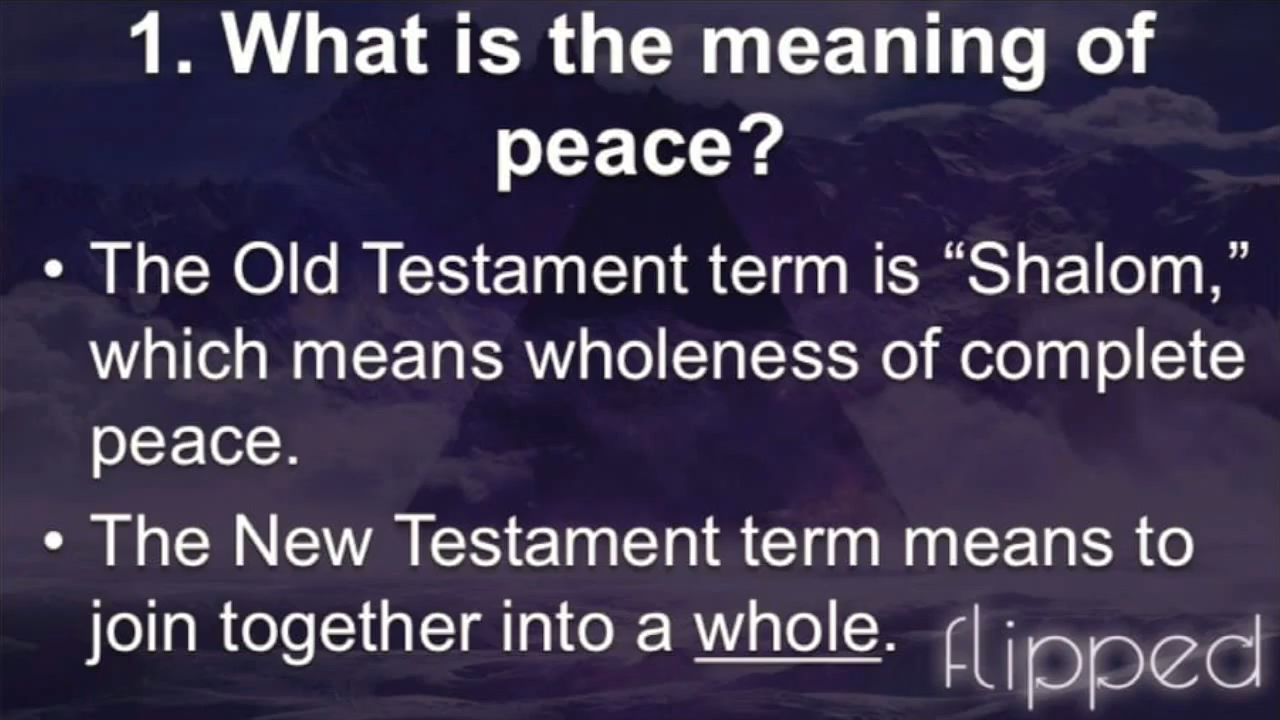 1. What is the meaning of
peace?
• The Old Testament term is “Shalom,”
which means wholeness of complete
peace.
• The New Testament term means to
join together into a whole.
flipped